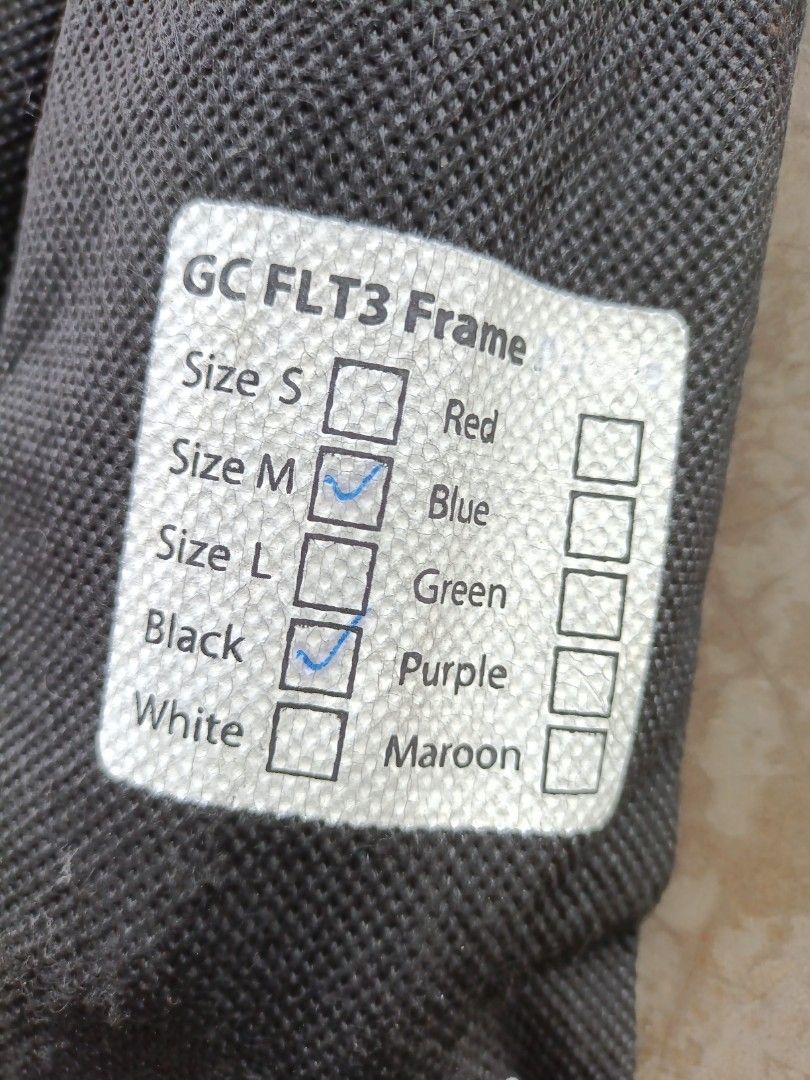 GC FLT3 Frame
Size S Red
Size M ✓ Blue
Size L Green
Black ✓ Purple
White Maroon